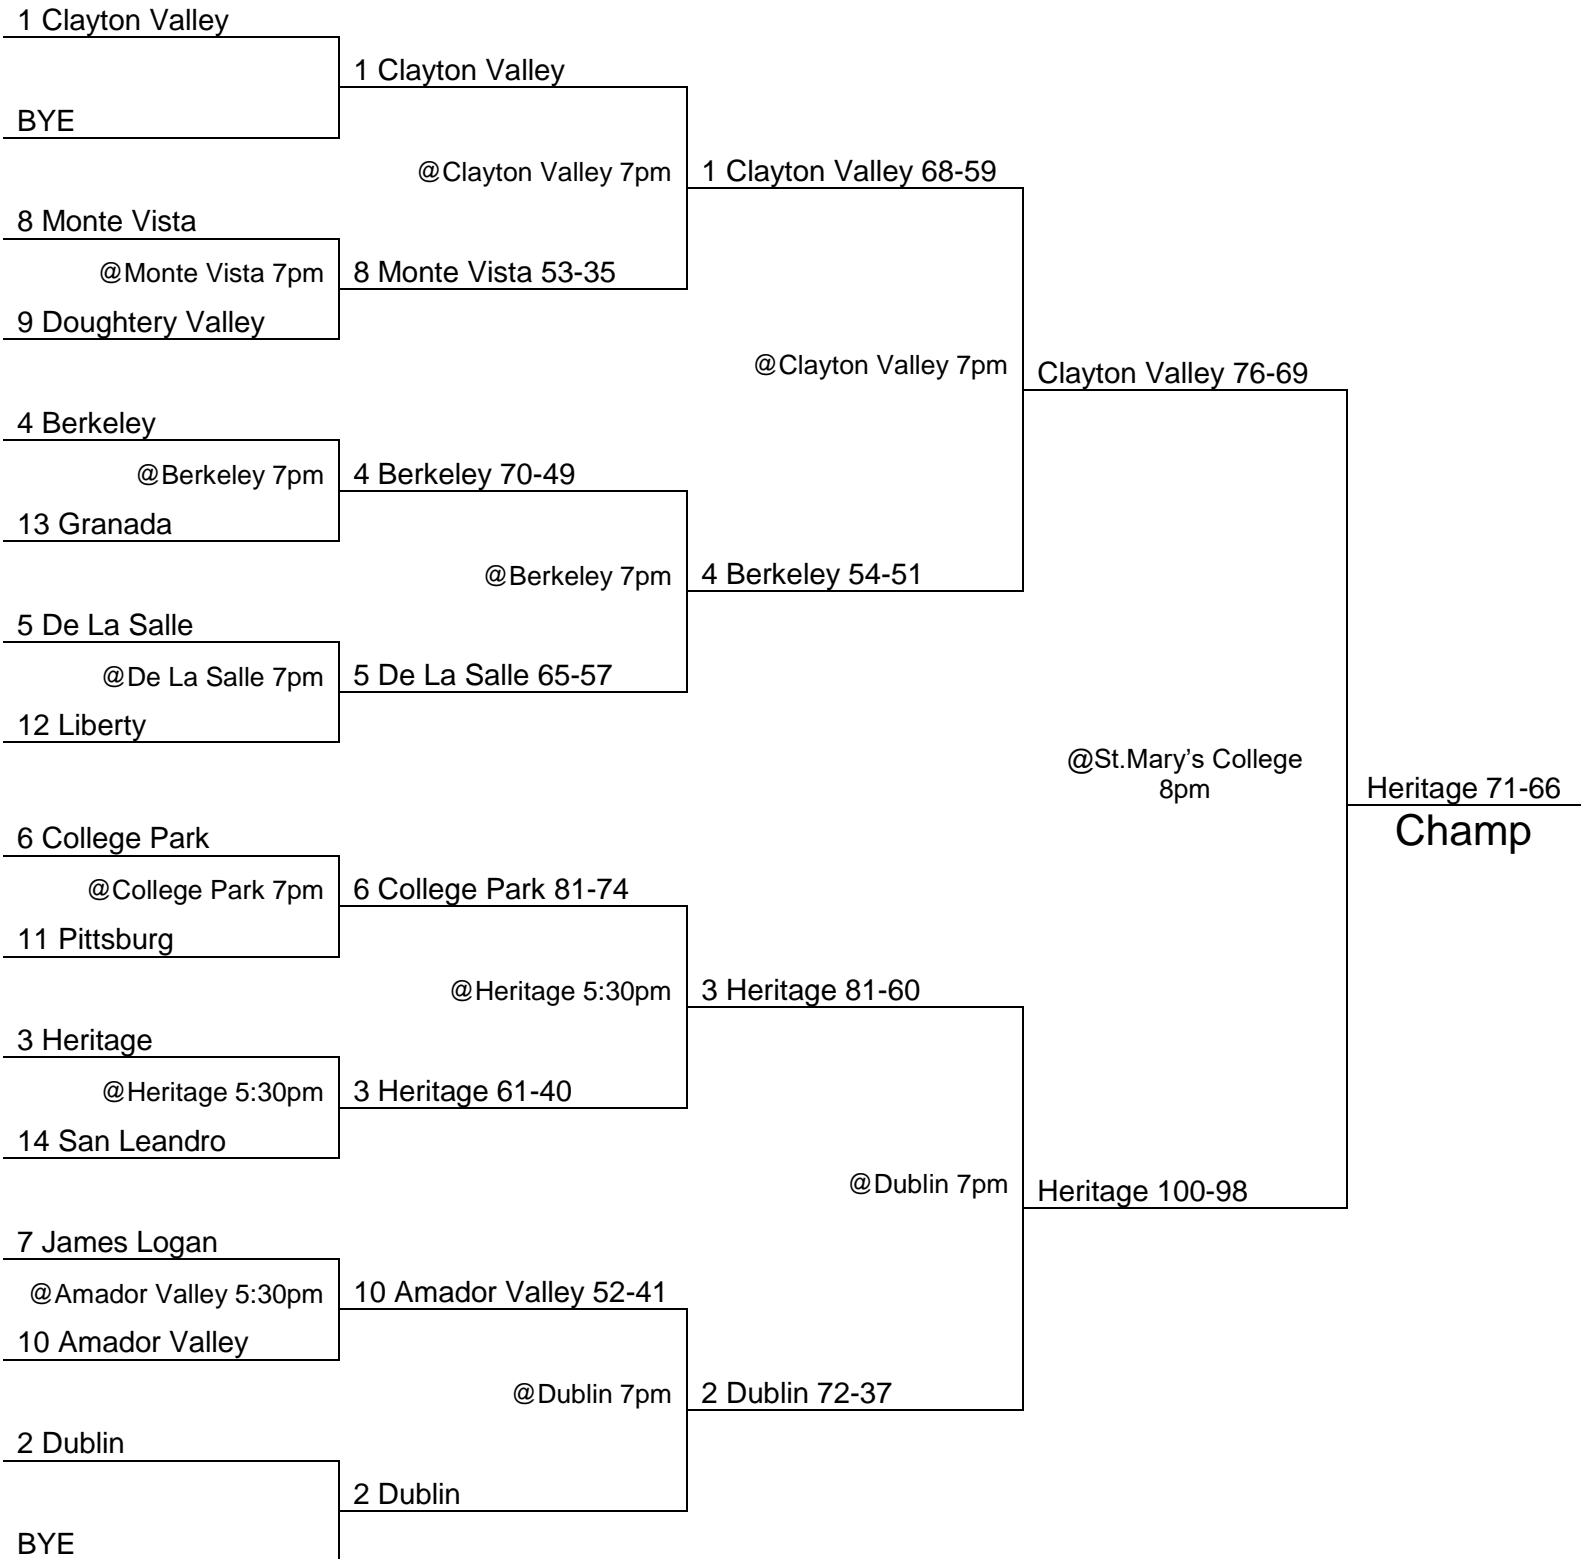 1 Clayton Valley
1 Clayton Valley
BYE
@Clayton Valley 7pm
1 Clayton Valley 68-59
8 Monte Vista
@Monte Vista 7pm
8 Monte Vista 53-35
9 Doughtery Valley
@Clayton Valley 7pm
Clayton Valley 76-69
4 Berkeley
@Berkeley 7pm
4 Berkeley 70-49
13 Granada
@Berkeley 7pm
4 Berkeley 54-51
5 De La Salle
@De La Salle 7pm
5 De La Salle 65-57
12 Liberty
@St.Mary’s College
8pm
Heritage 71-66
Champ
6 College Park
@College Park 7pm
6 College Park 81-74
11 Pittsburg
@Heritage 5:30pm
3 Heritage 81-60
3 Heritage
@Heritage 5:30pm
3 Heritage 61-40
14 San Leandro
@Dublin 7pm
Heritage 100-98
7 James Logan
@Amador Valley 5:30pm
10 Amador Valley 52-41
10 Amador Valley
@Dublin 7pm
2 Dublin 72-37
2 Dublin
2 Dublin
BYE